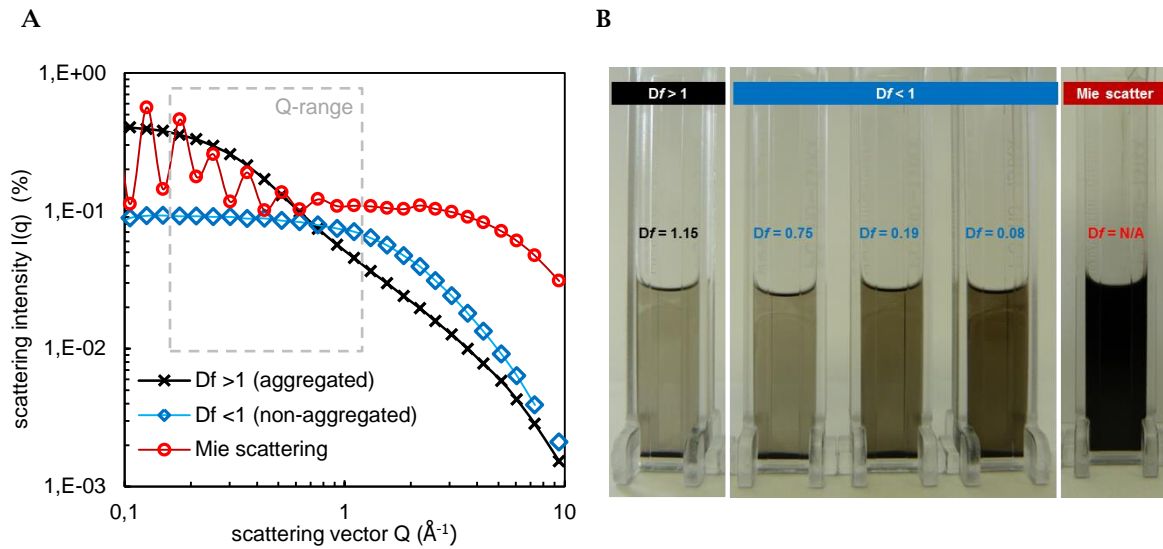 A
1,E+00
1,E-01
1,E-02
1,E-03
scattering intensity I(q) (%)
Q-range
Df >1 (aggregated)
Df <1 (non-aggregated)
Mie scattering
0,1
1
10
scattering vector Q (Å-1)
B
Df > 1
Df < 1
Mie scatter
Df = 1.15
Df = 0.75
Df = 0.19
Df = 0.08
Df = N/A